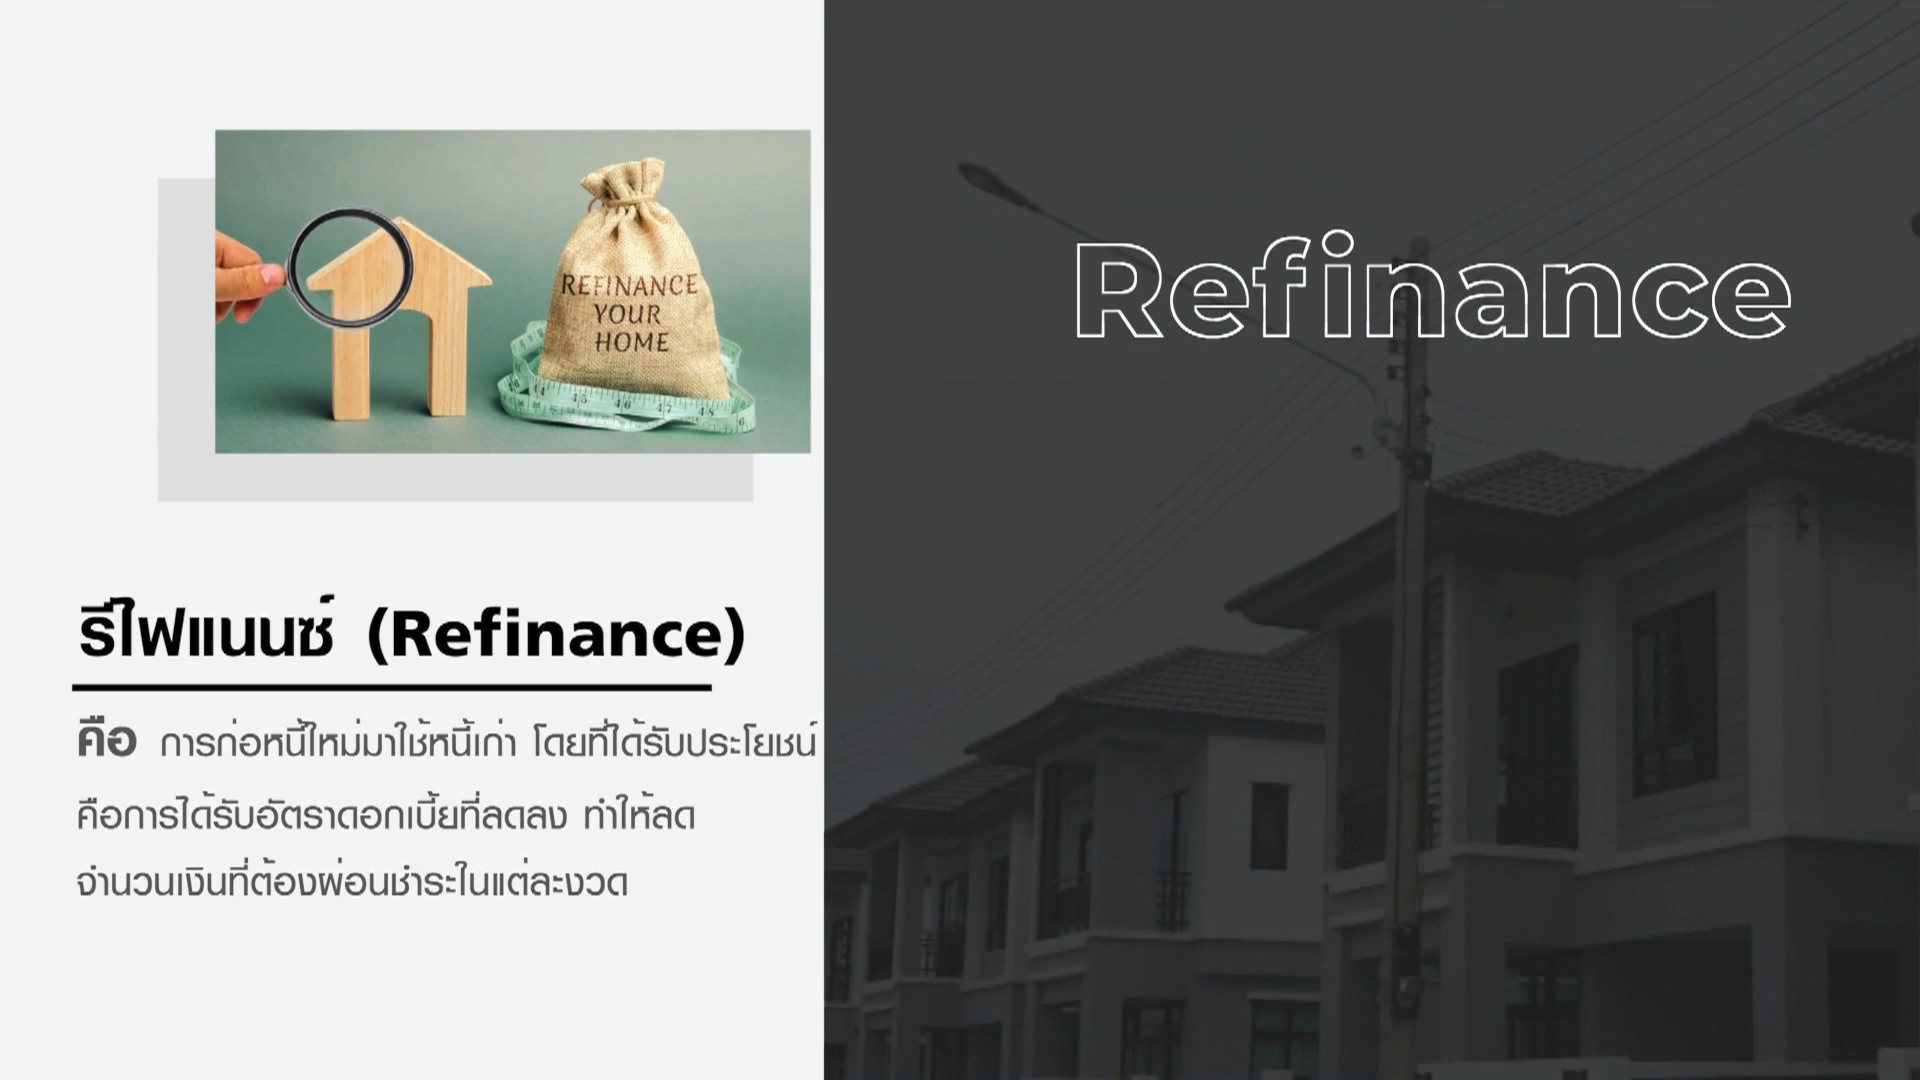 REFINANCE
YOUR
HOME
Refinance
รีไฟแนนซ์ (Refinance)
คือ การก่อหนี้ใหม่มาใช้หนี้เก่า โดยที่ได้รับประโยชน์
คือการได้รับอัตราดอกเบี้ยที่ลดลง ทำให้ลด
จำนวนเงินที่ต้องผ่อนชำระในแต่ละงวด